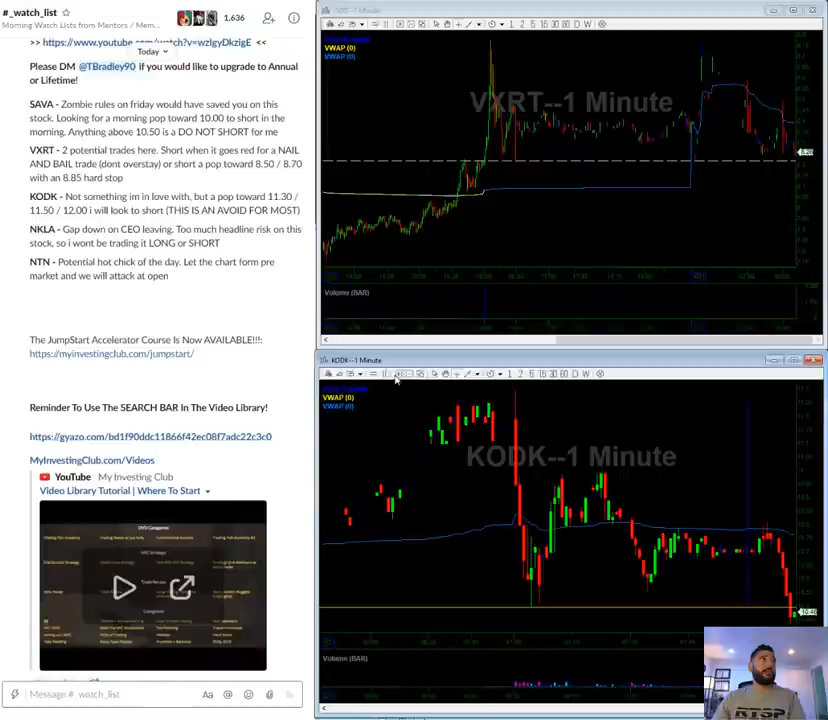 #_watch_list
Morning Watch Lists from Mentors / Mem...
1,636
>> https://www.youtube.com/watch?v=wzIgyDkzigE <<
Today
Please DM @TBradley90 if you would like to upgrade to Annual
or Lifetime!
SAVA - Zombie rules on friday would have saved you on this
stock. Looking for a morning pop toward 10.00 to short in the
morning. Anything above 10.50 is a DO NOT SHORT for me
VXRT - 2 potential trades here. Short when it goes red for a NAIL
AND BAIL trade (dont overstay) or short a pop toward 8.50 / 8.70
with an 8.85 hard stop
KODK - Not something im in love with, but a pop toward 11.30 /
11.50 / 12.00 i will look to short (THIS IS AN AVOID FOR MOST)
NKLA - Gap down on CEO leaving. Too much headline risk on this
stock, so i wont be trading it LONG or SHORT
NTN - Potential hot chick of the day. Let the chart form pre
market and we will attack at open
The JumpStart Accelerator Course Is Now AVAILABLE!!!:
https://myinvestingclub.com/jumpstart/
Reminder To Use The SEARCH BAR In The Video Library!
https://gyazo.com/bd1f90ddc11866f42ec08f7adc22c3c0
MyInvestingClub.com/Videos
YouTube My Investing Club
Video Library Tutorial | Where To Start
Message #_watch_list
Aa
VXRT--1 Minute
VWAP (0)
VWAP (0)
VXRT--1 Minute
Volume (BAR)
KODK--1 Minute
VWAP (0)
VWAP (0)
KODK--1 Minute
Volume (BAR)
RTSP